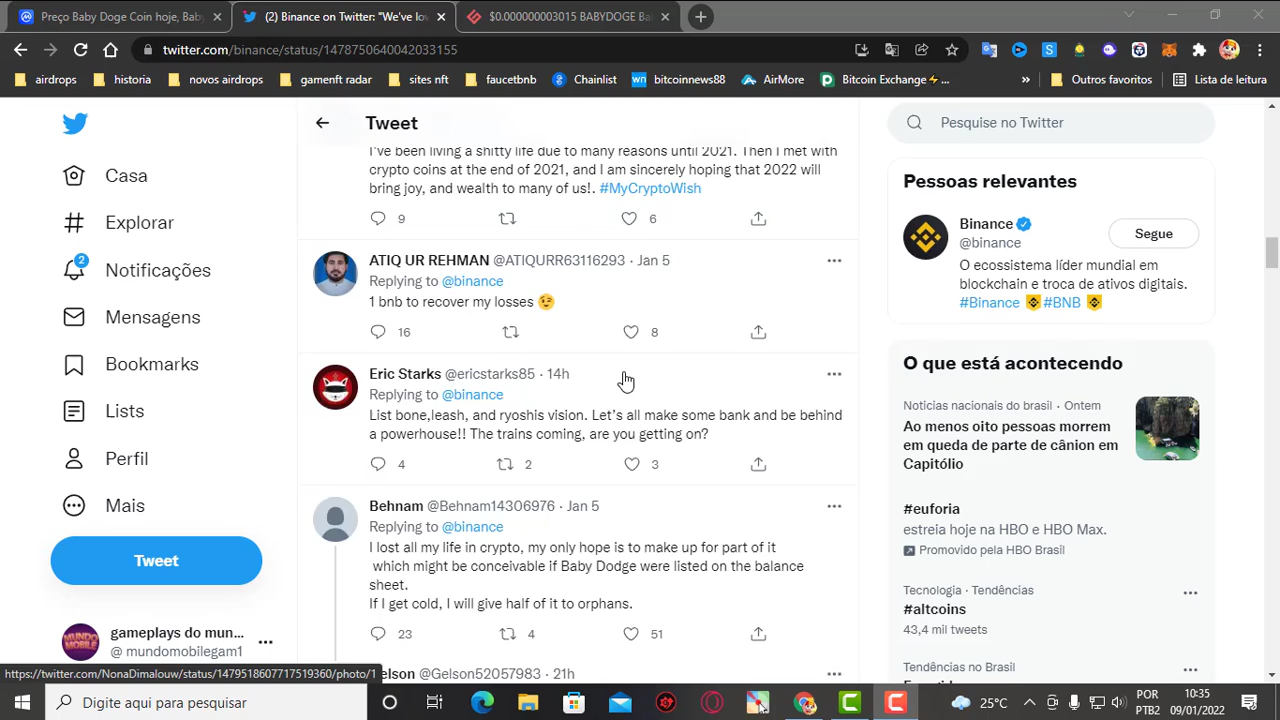 Preço Baby Doge Coin hoje, Baby
(2) Binance on Twitter: "We've lov
$0.000000003015 BABYDOGE Bab
twitter.com/binance/status/1478750640042033155
airdrops
historia
novos airdrops
gamenft radar
sites nft
faucetbnb
Chainlist
wn bitcoinnews88
AirMore
Bitcoin Exchange⚡...
»
Outros favoritos
Lista de leitura
Casa
Explorar
2
Notificações
Mensagens
Bookmarks
Lists
Perfil
Mais
Tweet
gameplays do mun...
@ mundomobilegam1
https://twitter.com/NonaDimalouw/status/1479518607717519360/photo/1
Tweet
I've been living a shitty life due to many reasons until 2021. Then I met with
crypto coins at the end of 2021, and I am sincerely hoping that 2022 will
bring joy, and wealth to many of us!. #MyCryptoWish
9 6
ATIQ UR REHMAN @ATIQURR63116293 · Jan 5
Replying to @binance
1 bnb to recover my losses 😉
16 8
Eric Starks @ericstarks85 · 14h
Replying to @binance
List bone,leash, and ryoshis vision. Let's all make some bank and be behind
a powerhouse!! The trains coming, are you getting on?
4 2 3
Behnam @Behnam14306976 · Jan 5
Replying to @binance
I lost all my life in crypto, my only hope is to make up for part of it
which might be conceivable if Baby Dodge were listed on the balance
sheet.
If I get cold, I will give half of it to orphans.
23 4 51
elson @Gelson52057983 · 21h
Pesquise no Twitter
Pessoas relevantes
Binance
@binance
Segue
O ecossistema líder mundial em
blockchain e troca de ativos digitais.
#Binance #BNB
O que está acontecendo
Noticias nacionais do brasil · Ontem
Ao menos oito pessoas morrem
em queda de parte de cânion em
Capitólio
#euforia
estreia hoje na HBO e HBO Max.
Promovido pela HBO Brasil
Tecnologia · Tendências
#altcoins
43,4 mil tweets
Tendências no Brasil
Digite aqui para pesquisar
25°C
POR
PTB2
10:35
09/01/2022